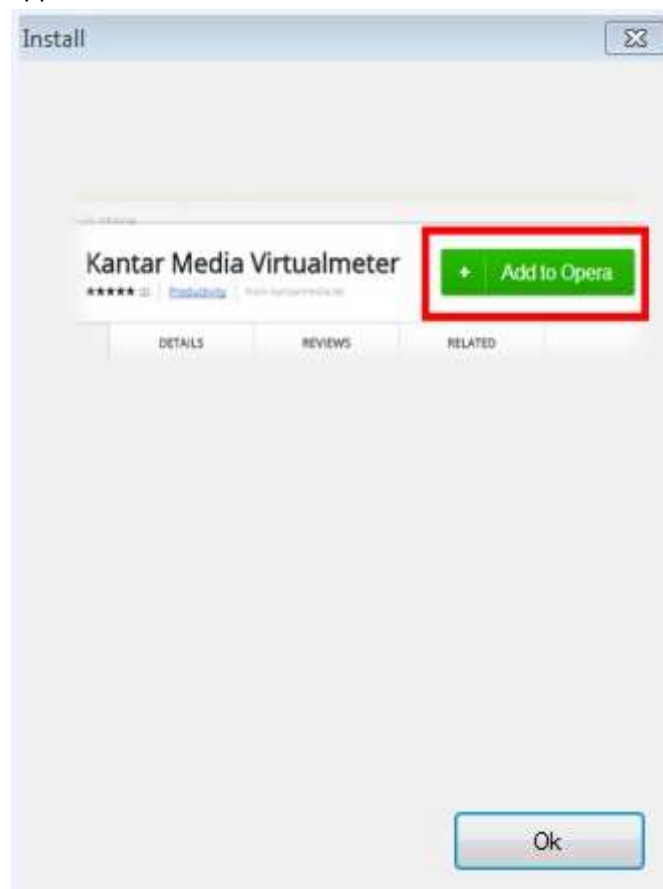 Install
Kantar Media Virtualmeter
+ Add to Opera
★★★★★ Productivity
DETAILS REVIEWS RELATED
Ok